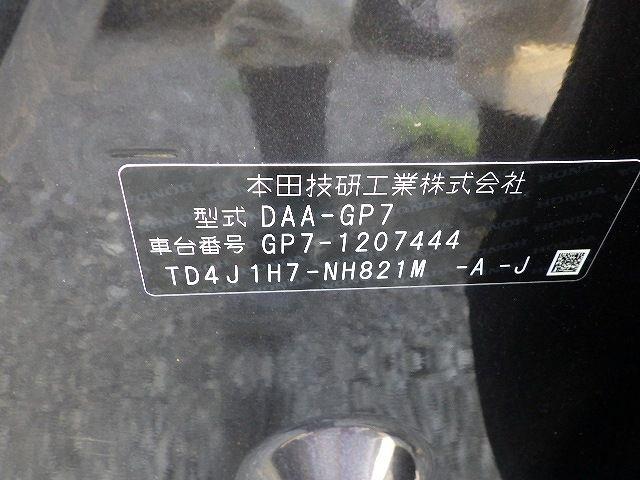 本田技研工業株式会社
型式 DAA-GP7
車台番号 GP7-1207444
TD4J1H7-NH821M -A -J